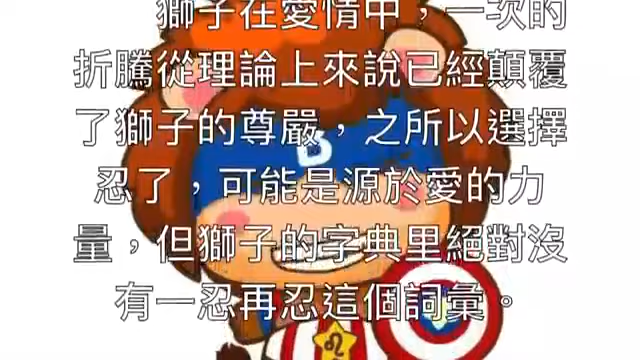 獅子在愛情中，一次的
折騰從理論上來說已經顛覆
了獅子的尊嚴，之所以選擇
忍了，可能是源於愛的力
量，但獅子的字典里絕對沒
有一忍再忍這個詞彙。
B
♌